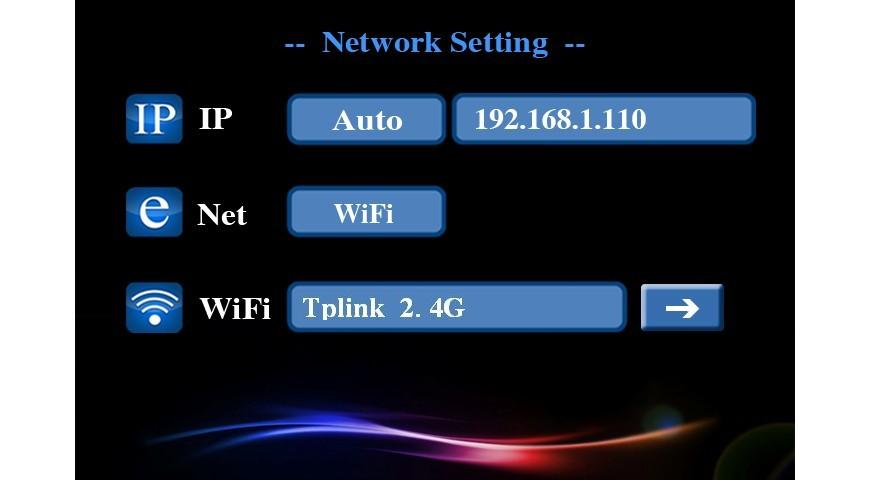 -- Network Setting --
IP IP Auto 192.168.1.110
e Net WiFi
WiFi Tplink 2. 4G